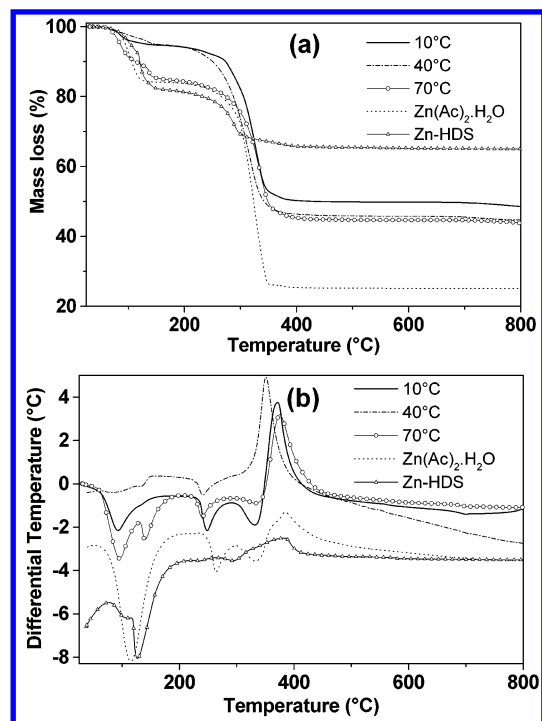 100
80
60
40
20
Mass loss (%)
(a)
10°C
40°C
70°C
Zn(Ac)2.H2O
Zn-HDS
200
400
600
800
Temperature (°C)
4
2
0
-2
-4
-6
-8
Differential Temperature (°C)
(b)
10°C
40°C
70°C
Zn(Ac)2.H2O
Zn-HDS
200
400
600
800
Temperature (°C)